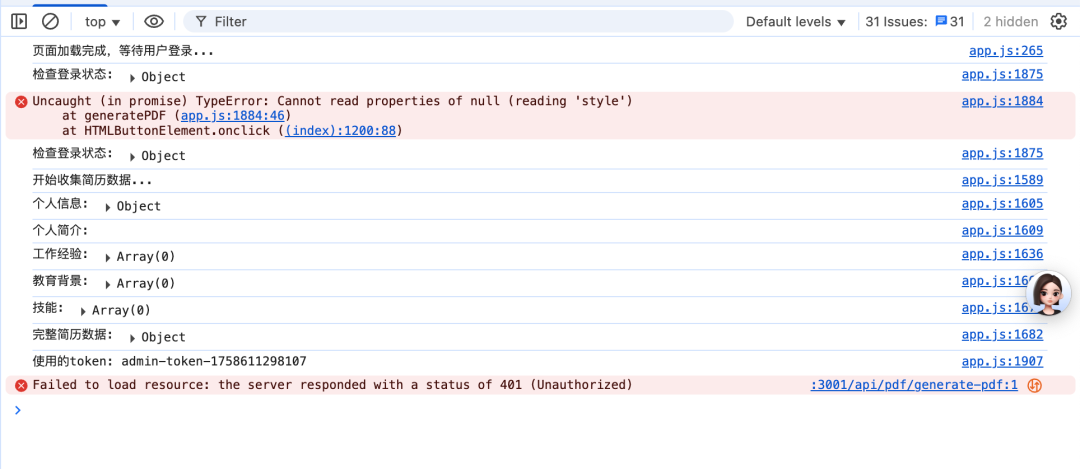 top ▼ Filter Default levels ▼ 31 Issues: 31 2 hidden
页面加载完成，等待用户登录... app.js:265
检查登录状态: ▶ Object app.js:1875
Uncaught (in promise) TypeError: Cannot read properties of null (reading 'style') app.js:1884
at generatePDF (app.js:1884:46)
at HTMLButtonElement.onclick ((index):1200:88)
检查登录状态: ▶ Object app.js:1875
开始收集简历数据... app.js:1589
个人信息: ▶ Object app.js:1605
个人简介: app.js:1609
工作经验: ▶ Array(0) app.js:1636
教育背景: ▶ Array(0)
技能: ▶ Array(0)
完整简历数据: ▶ Object app.js:1682
使用的token: admin-token-1758611298107 app.js:1907
Failed to load resource: the server responded with a status of 401 (Unauthorized) :3001/api/pdf/generate-pdf:1